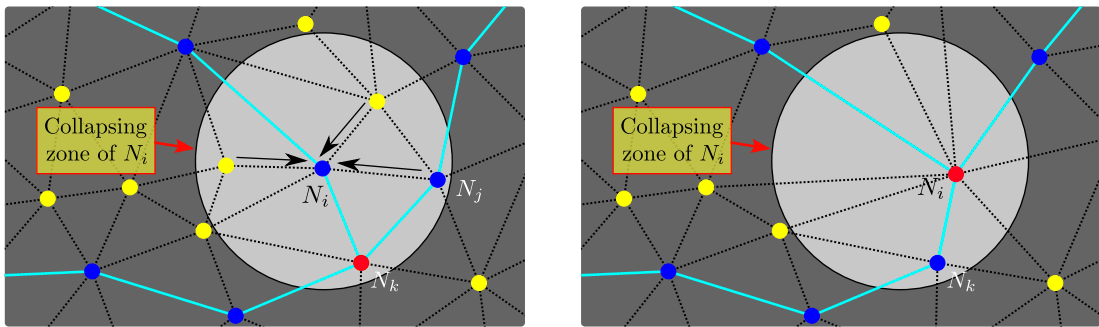 Collapsing
zone of N_i
N_i
N_j
N_k
Collapsing
zone of N_i
N_i
N_k